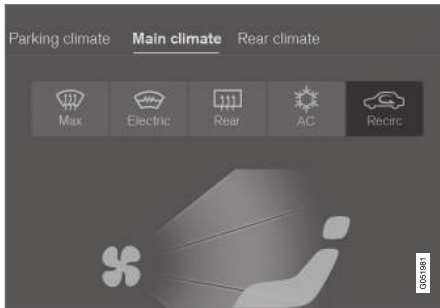 Parking climate Main climate Rear climate
Max Electric Rear AC Recirc
G051981